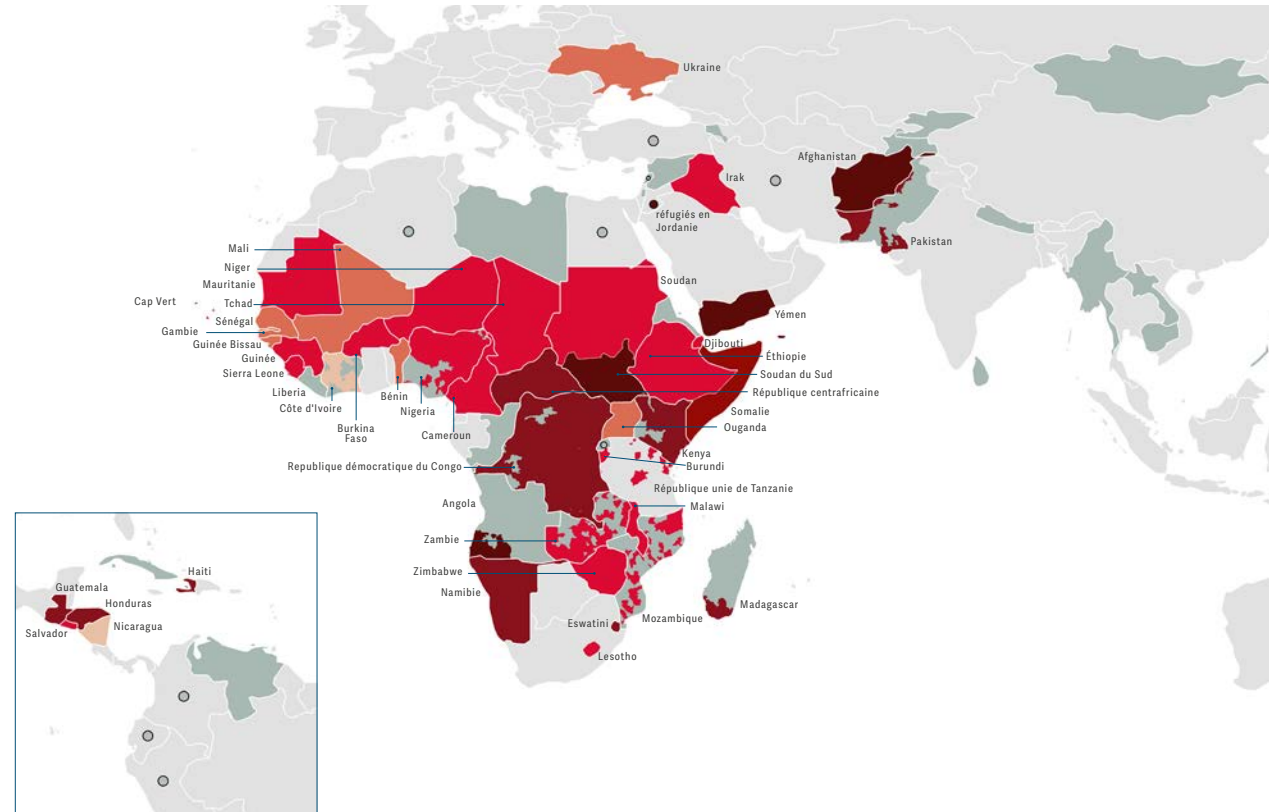 Ukraine
Afghanistan
Irak
réfugiés en
Jordanie
Pakistan
Mali
Niger
Mauritanie
Cap Vert
Tchad
Sénégal
Gambie
Guinée Bissau
Guinée
Sierra Leone
Liberia
Côte d'Ivoire
Burkina
Faso
Bénin
Nigeria
Cameroun
Soudan
Yémen
Djibouti
Éthiopie
Soudan du Sud
République centrafricaine
Somalie
Ouganda
Kenya
Burundi
Republique démocratique du Congo
République unie de Tanzanie
Angola
Malawi
Zambie
Zimbabwe
Namibie
Madagascar
Eswatini
Mozambique
Lesotho
Haiti
Guatemala
Honduras
Salvador
Nicaragua